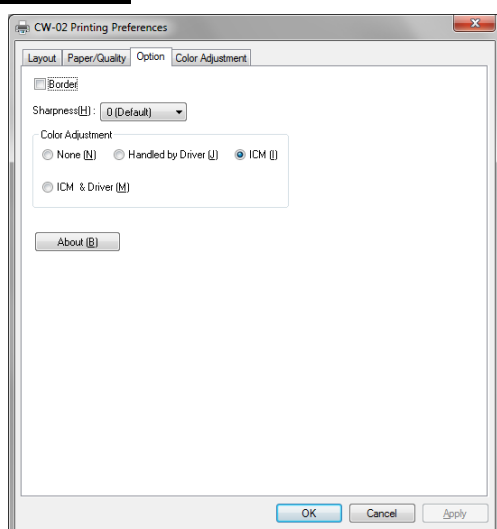 CW-02 Printing Preferences
Layout Paper/Quality Option Color Adjustment
Border
Sharpness(H) : 0 (Default)
Color Adjustment
None (N) Handled by Driver (J) ICM (I)
ICM & Driver (M)
About (B)
OK Cancel Apply